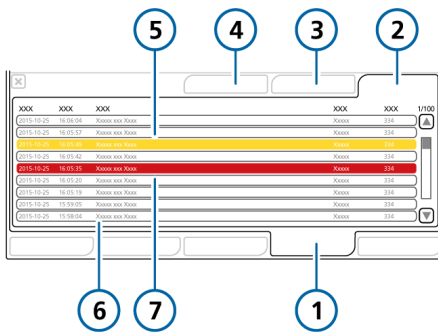 5 4 3 2
XXX XXX XXX XXX XXX 1/100
2015-10-25 16:06:04 Xxxxx xxx Xxxx Xxxxx 334
2015-10-25 16:05:57 Xxxxx xxx Xxxx Xxxxx 334
2015-10-25 16:05:49 Xxxxx xxx Xxxx Xxxxx 334
2015-10-25 16:05:42 Xxxxx xxx Xxxx Xxxxx 334
2015-10-25 16:05:35 Xxxxx xxx Xxxx Xxxxx 334
2015-10-25 16:05:20 Xxxxx xxx Xxxx Xxxxx 334
2015-10-25 16:05:19 Xxxxx xxx Xxxx Xxxxx 334
2015-10-25 15:59:05 Xxxxx xxx Xxxx Xxxxx 334
2015-10-25 15:58:04 Xxxxx xxx Xxxx Xxxxx 334
6 7 1